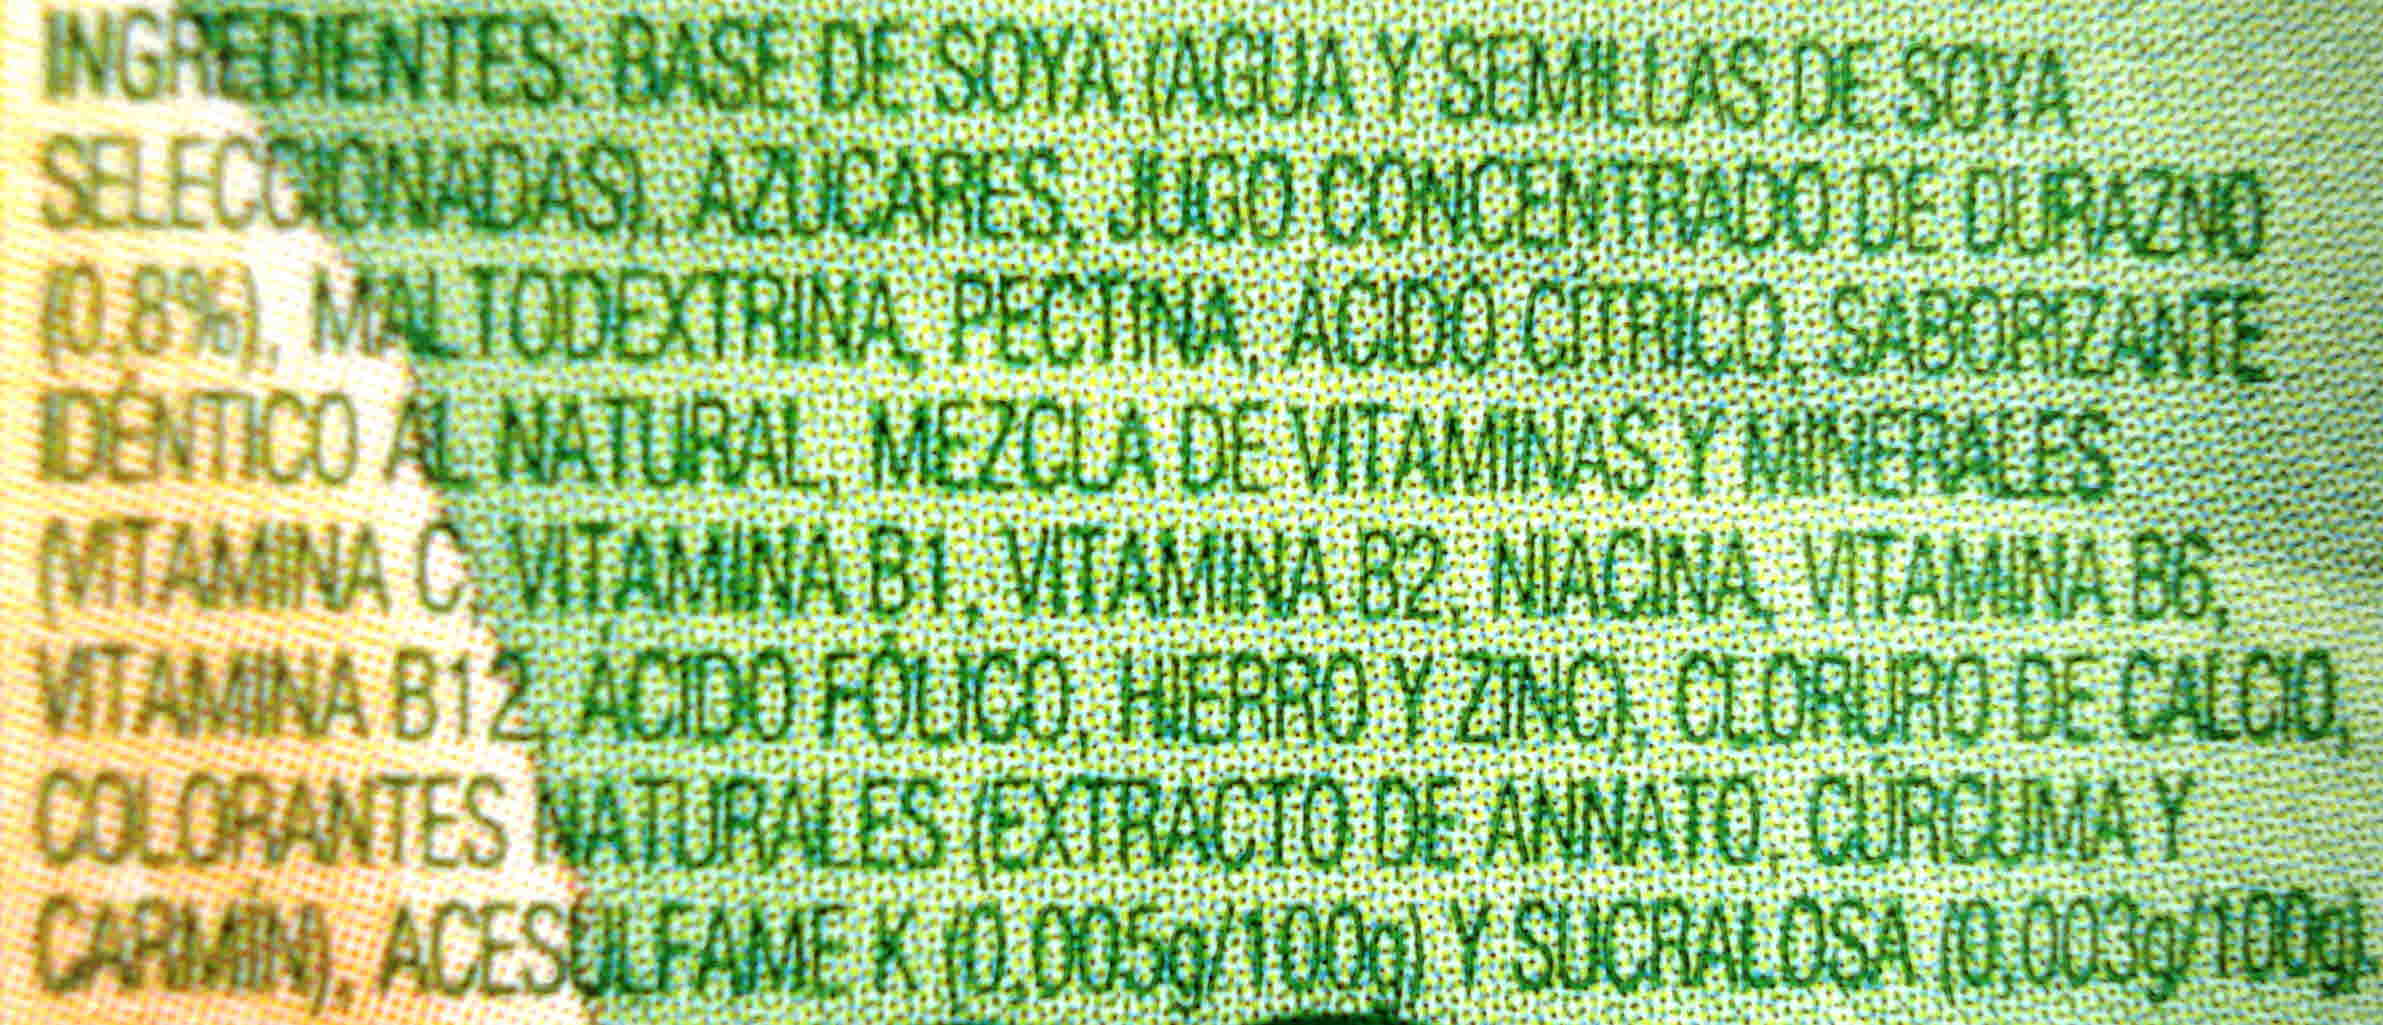 INGREDIENTES: BASE DE SOYA (AGUA Y SEMILLAS DE SOYA
SELECCIONADAS), AZÚCARES, JUGO CONCENTRADO DE DURAZNO
(0,8%), MALTODEXTRINA, PECTINA, ÁCIDO CÍTRICO, SABORIZANTE
IDÉNTICO AL NATURAL, MEZCLA DE VITAMINAS Y MINERALES
(VITAMINA C, VITAMINA B1, VITAMINA B2, NIACINA, VITAMINA B6,
VITAMINA B12, ÁCIDO FÓLICO, HIERRO Y ZINC), CLORURO DE CALCIO,
COLORANTES NATURALES (EXTRACTO DE ANNATO, CÚRCUMA Y
CARMÍN), ACESULFAME K (0,005g/100g) Y SUCRALOSA (0,003g/100g).